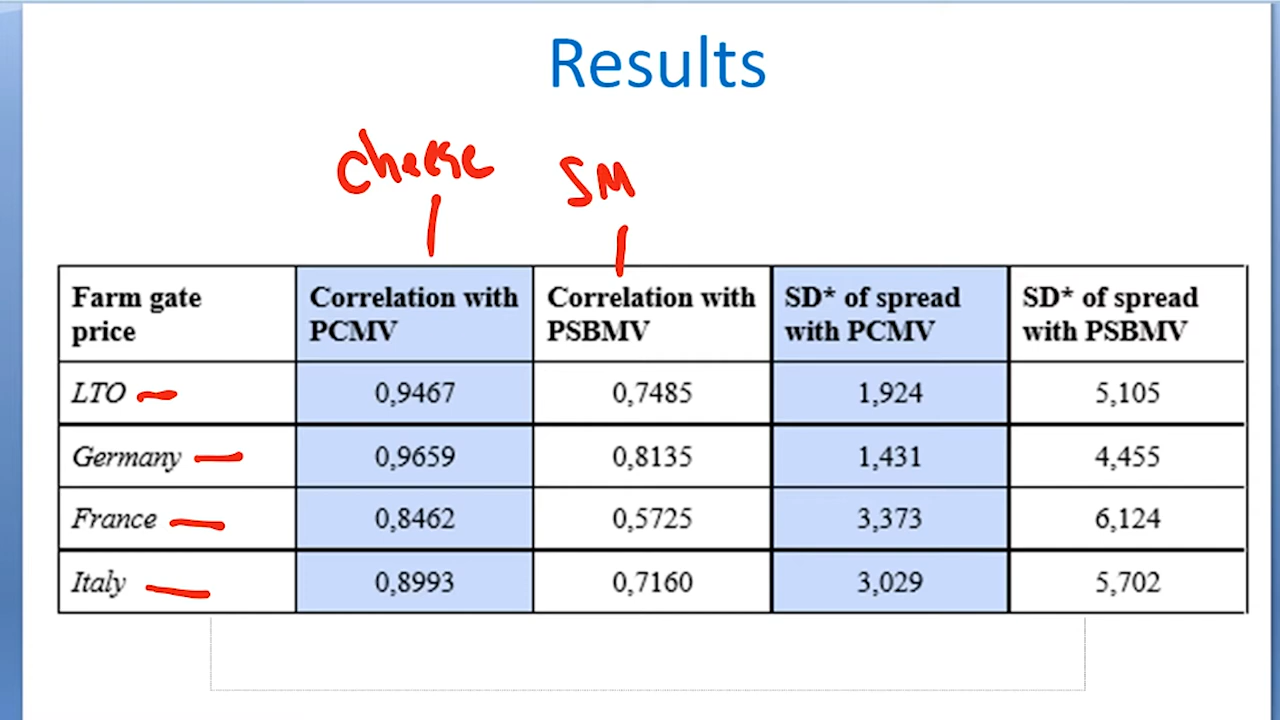 Results
cheese SM
Farm gate price Correlation with PCMV Correlation with PSBMV SD* of spread with PCMV SD* of spread with PSBMV
LTO 0,9467 0,7485 1,924 5,105
Germany 0,9659 0,8135 1,431 4,455
France 0,8462 0,5725 3,373 6,124
Italy 0,8993 0,7160 3,029 5,702